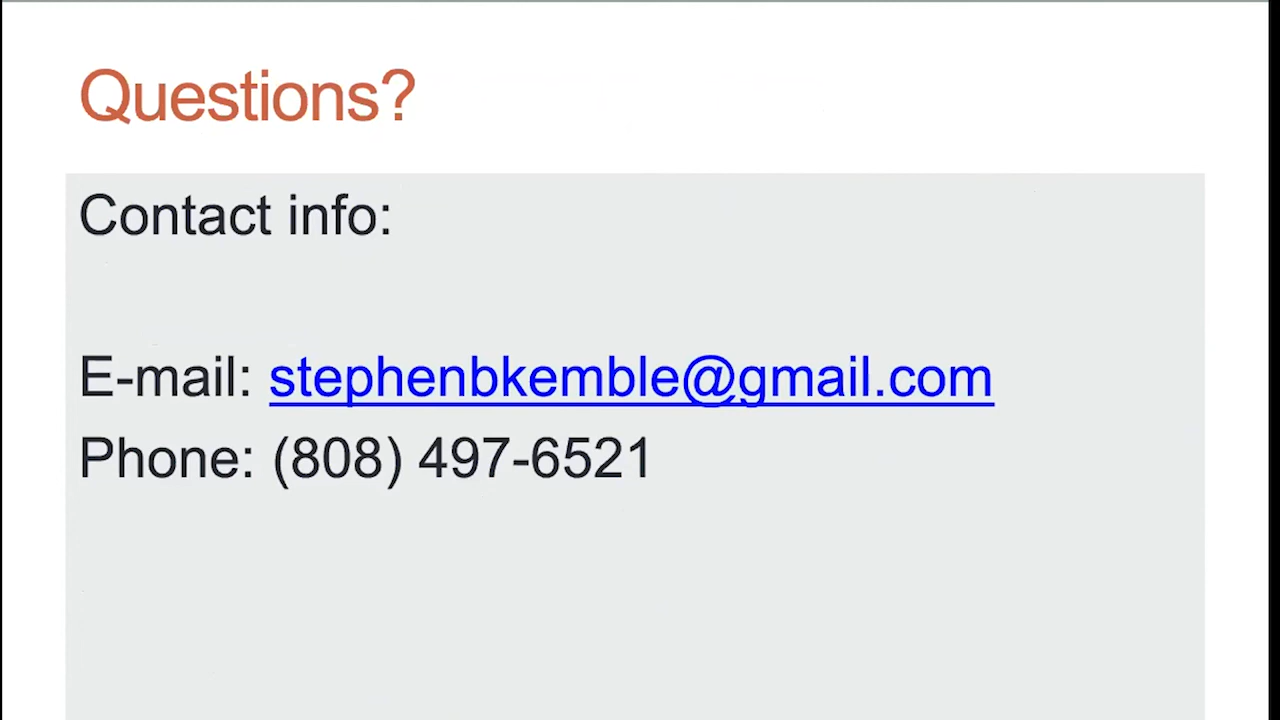 Questions?
Contact info:
E-mail: stephenbkemble@gmail.com
Phone: (808) 497-6521